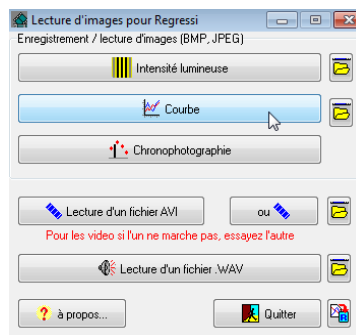 Lecture d'images pour Regressi
Enregistrement / lecture d'images (BMP, JPEG)
Intensité lumineuse
Courbe
Chronophotographie
Lecture d'un fichier AVI
ou
Pour les video si l'un ne marche pas, essayez l'autre
Lecture d'un fichier .WAV
à propos...
Quitter